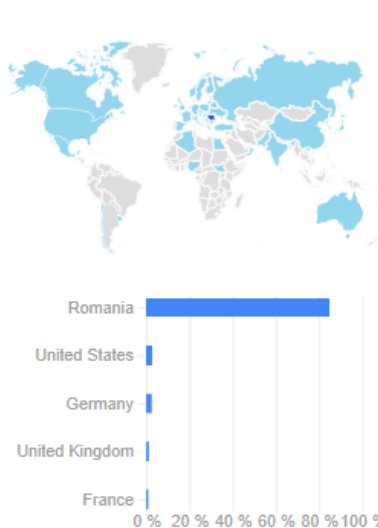 Romania
United States
Germany
United Kingdom
France
0 % 20 % 40 % 60 % 80 % 100 %